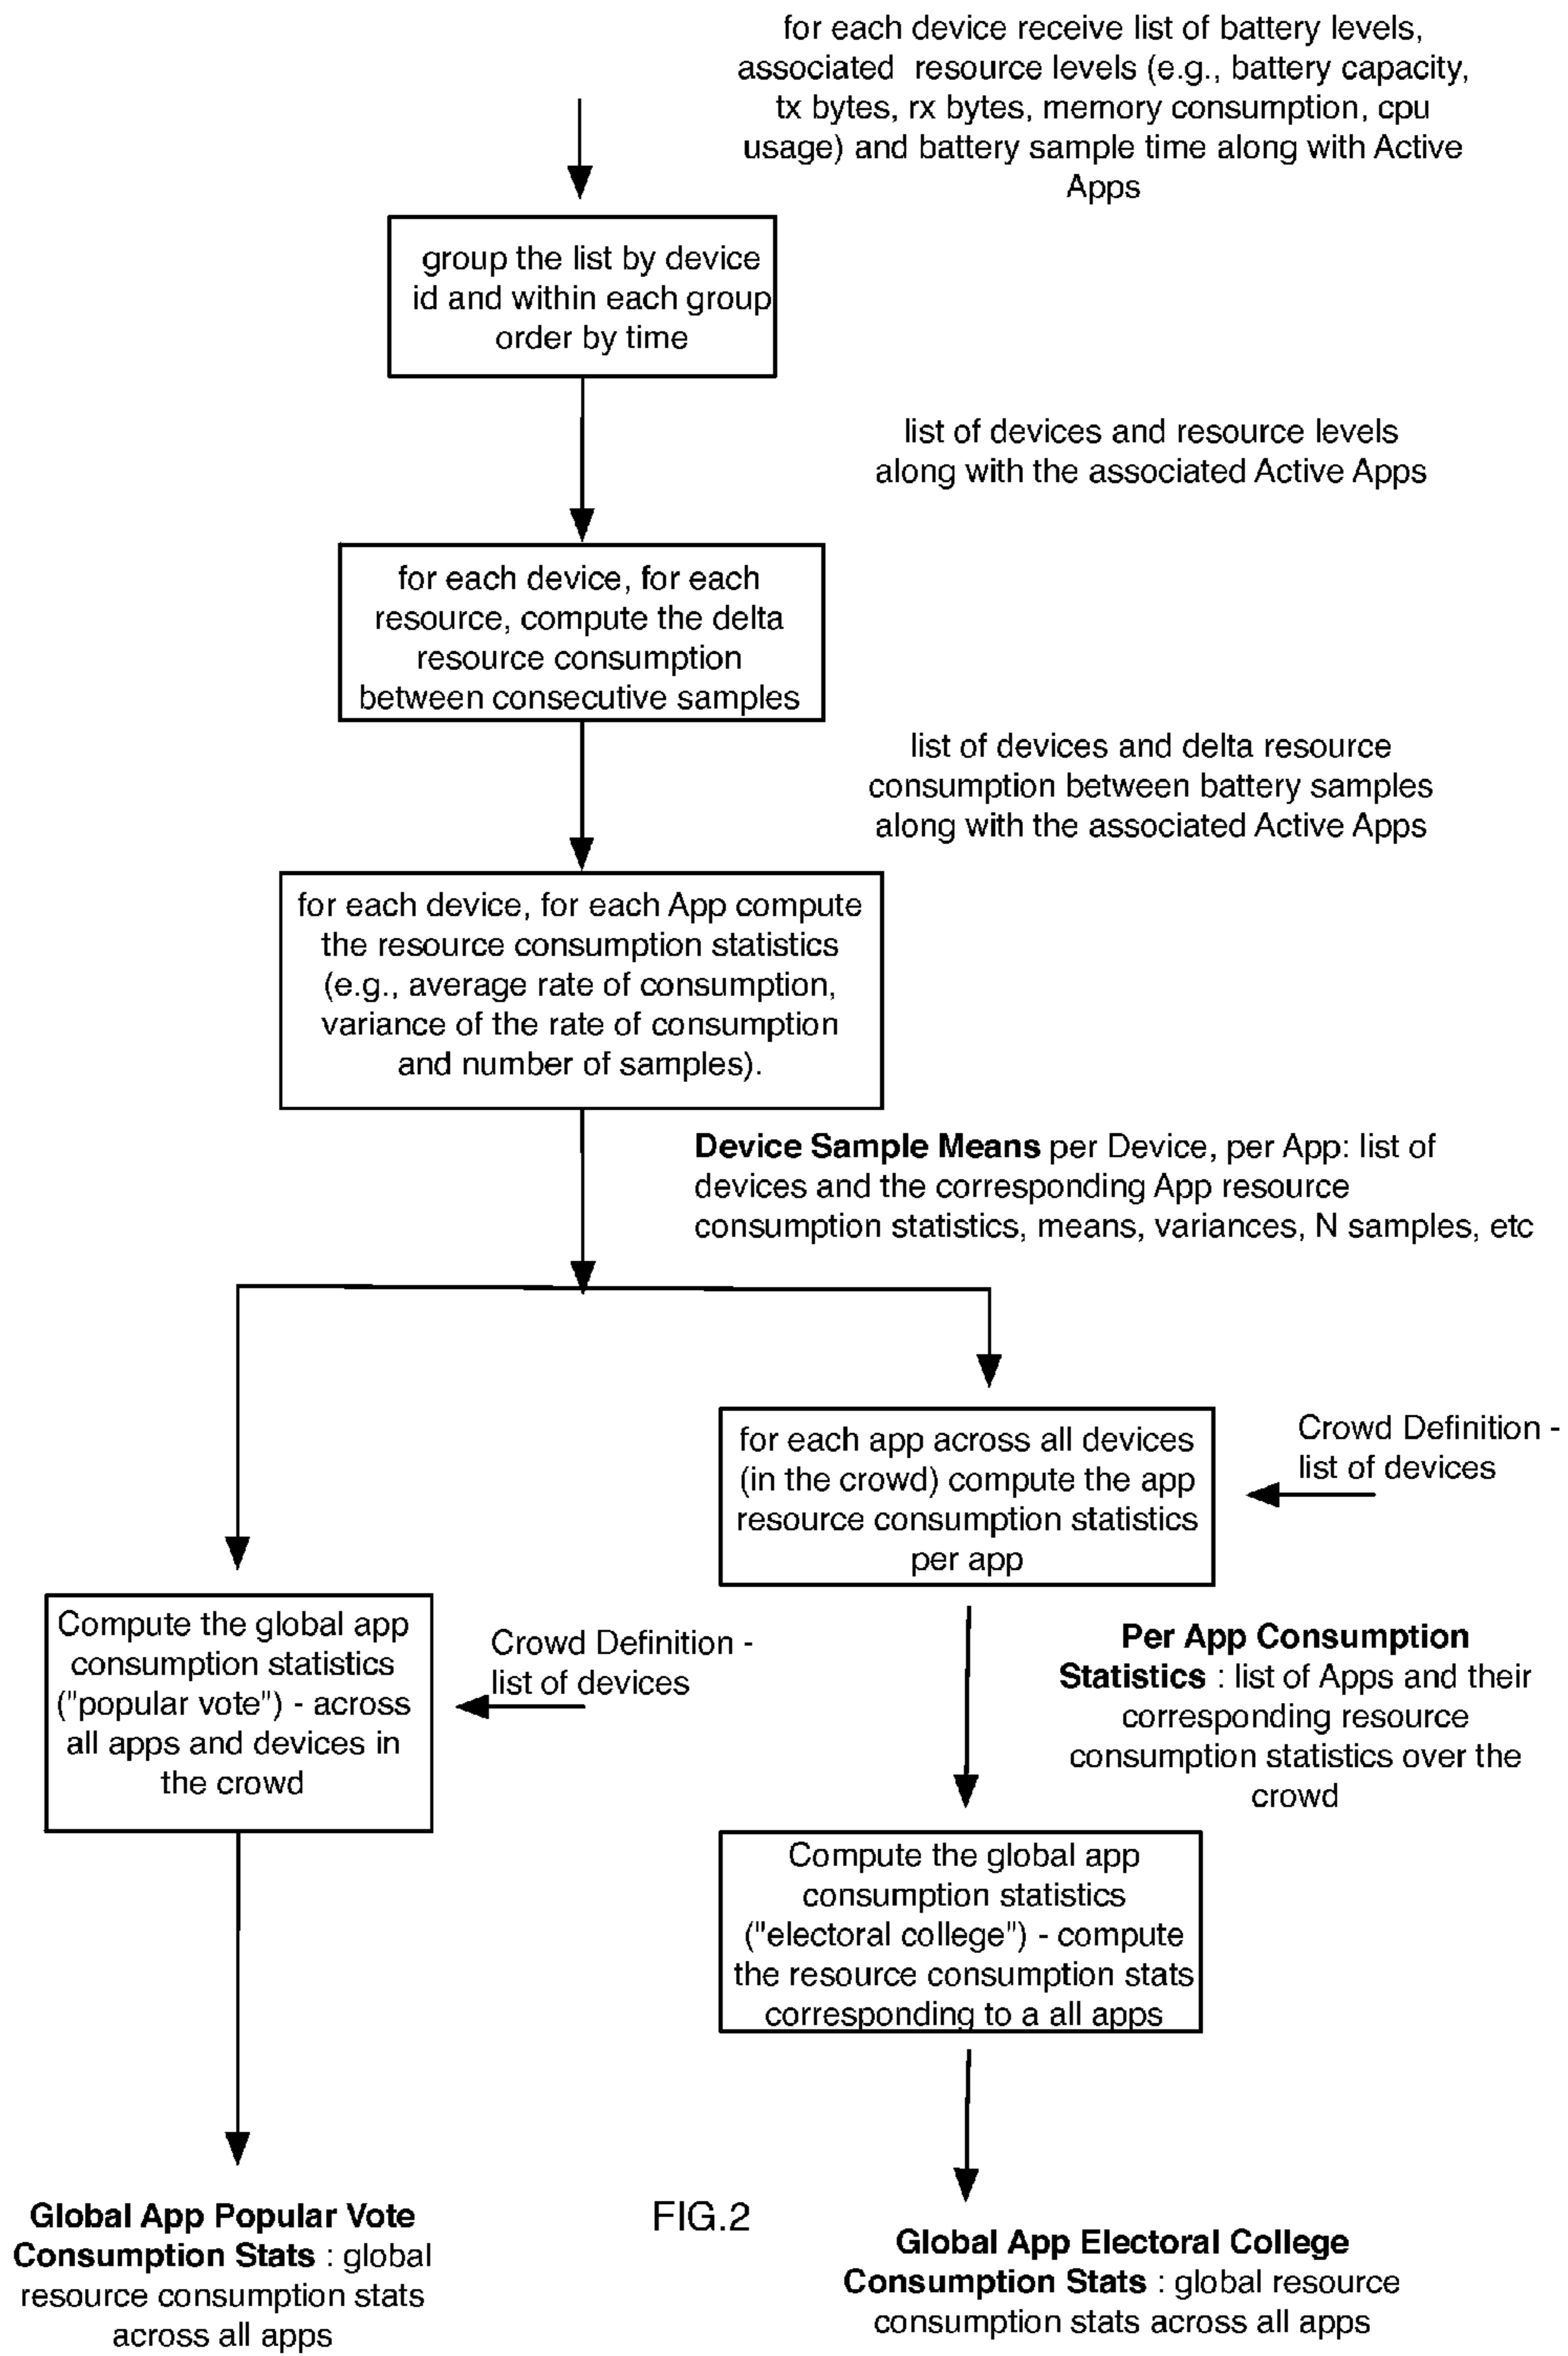 for each device receive list of battery levels,
associated resource levels (e.g., battery capacity,
tx bytes, rx bytes, memory consumption, cpu
usage) and battery sample time along with Active
Apps
group the list by device
id and within each group
order by time
list of devices and resource levels
along with the associated Active Apps
for each device, for each
resource, compute the delta
resource consumption
between consecutive samples
list of devices and delta resource
consumption between battery samples
along with the associated Active Apps
for each device, for each App compute
the resource consumption statistics
(e.g., average rate of consumption,
variance of the rate of consumption
and number of samples).
Device Sample Means per Device, per App: list of
devices and the corresponding App resource
consumption statistics, means, variances, N samples, etc
for each app across all devices
(in the crowd) compute the app
resource consumption statistics
per app
Crowd Definition -
list of devices
Compute the global app
consumption statistics
("popular vote") - across
all apps and devices in
the crowd
Crowd Definition -
list of devices
Per App Consumption
Statistics : list of Apps and their
corresponding resource
consumption statistics over the
crowd
Compute the global app
consumption statistics
("electoral college") - compute
the resource consumption stats
corresponding to a all apps
Global App Popular Vote
Consumption Stats : global
resource consumption stats
across all apps
FIG.2
Global App Electoral College
Consumption Stats : global resource
consumption stats across all apps